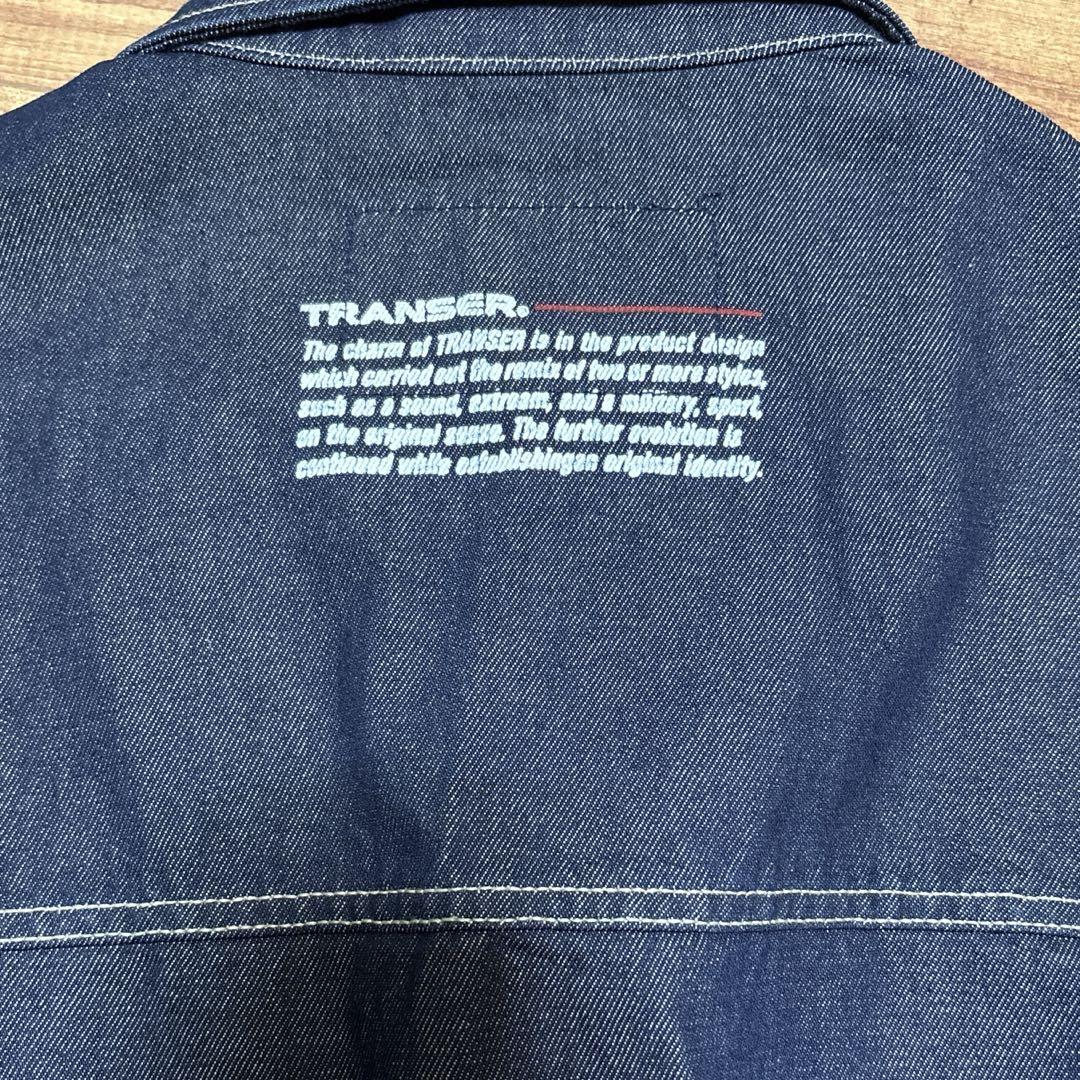 TRANSER.
The charm of TRANSER is in the product design
which carried out the remix of two or more styles,
such as a sound, extream, and a military, sport,
on the original sense. The further evolution is
continued while establishingan original identity.